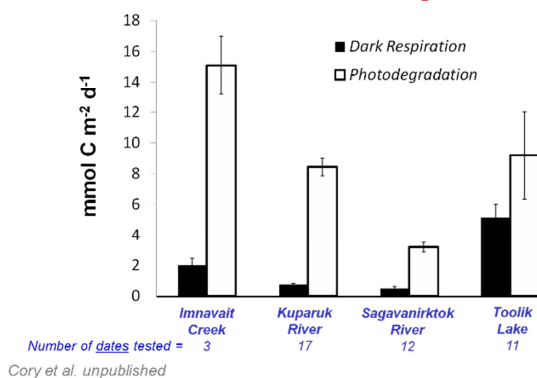 18
16
14
12
10
8
6
4
2
0
mmol C m-2 d-1
Dark Respiration
Photodegradation
Imnavait Creek
Kuparuk River
Sagavanirktok River
Toolik Lake
Number of dates tested = 3 17 12 11
Cory et al. unpublished